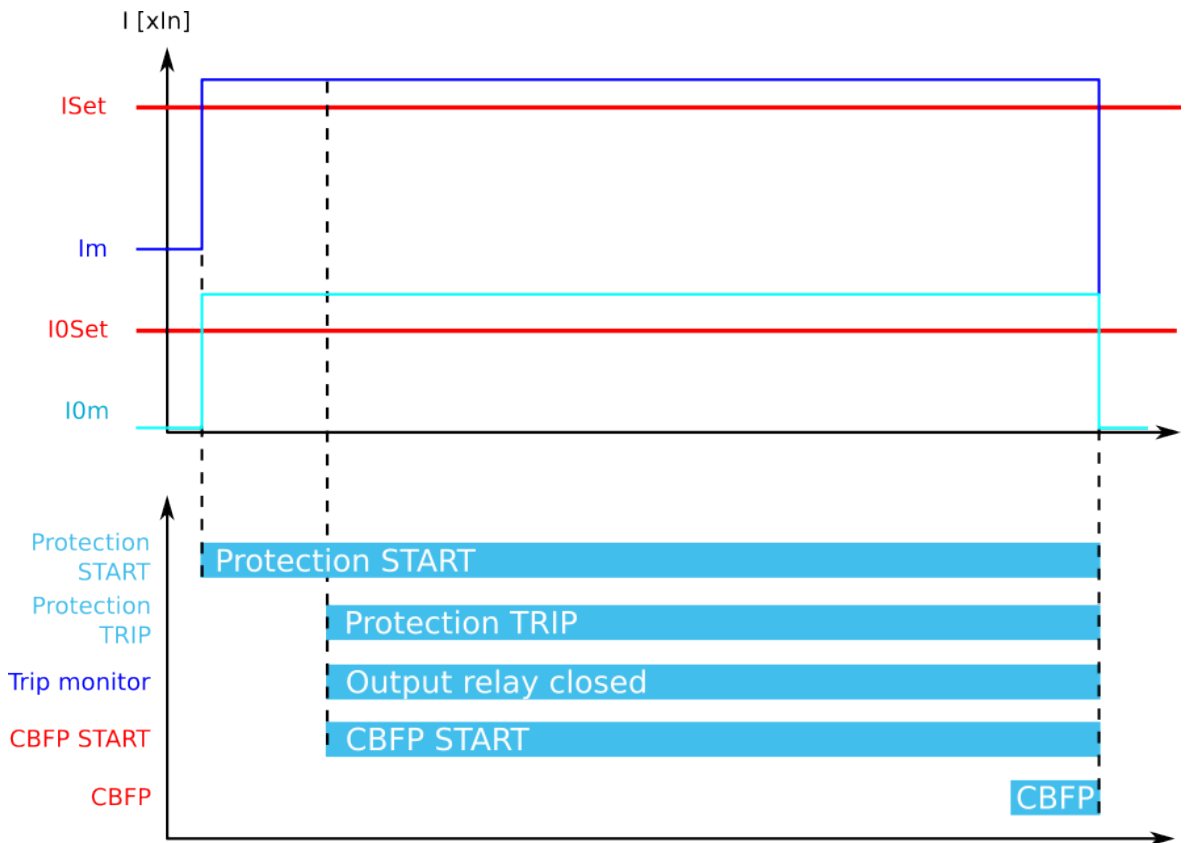 I [xIn]
ISet
Im
I0Set
I0m
Protection
START
Protection START
Protection
TRIP
Protection TRIP
Trip monitor
Output relay closed
CBFP START
CBFP START
CBFP
CBFP